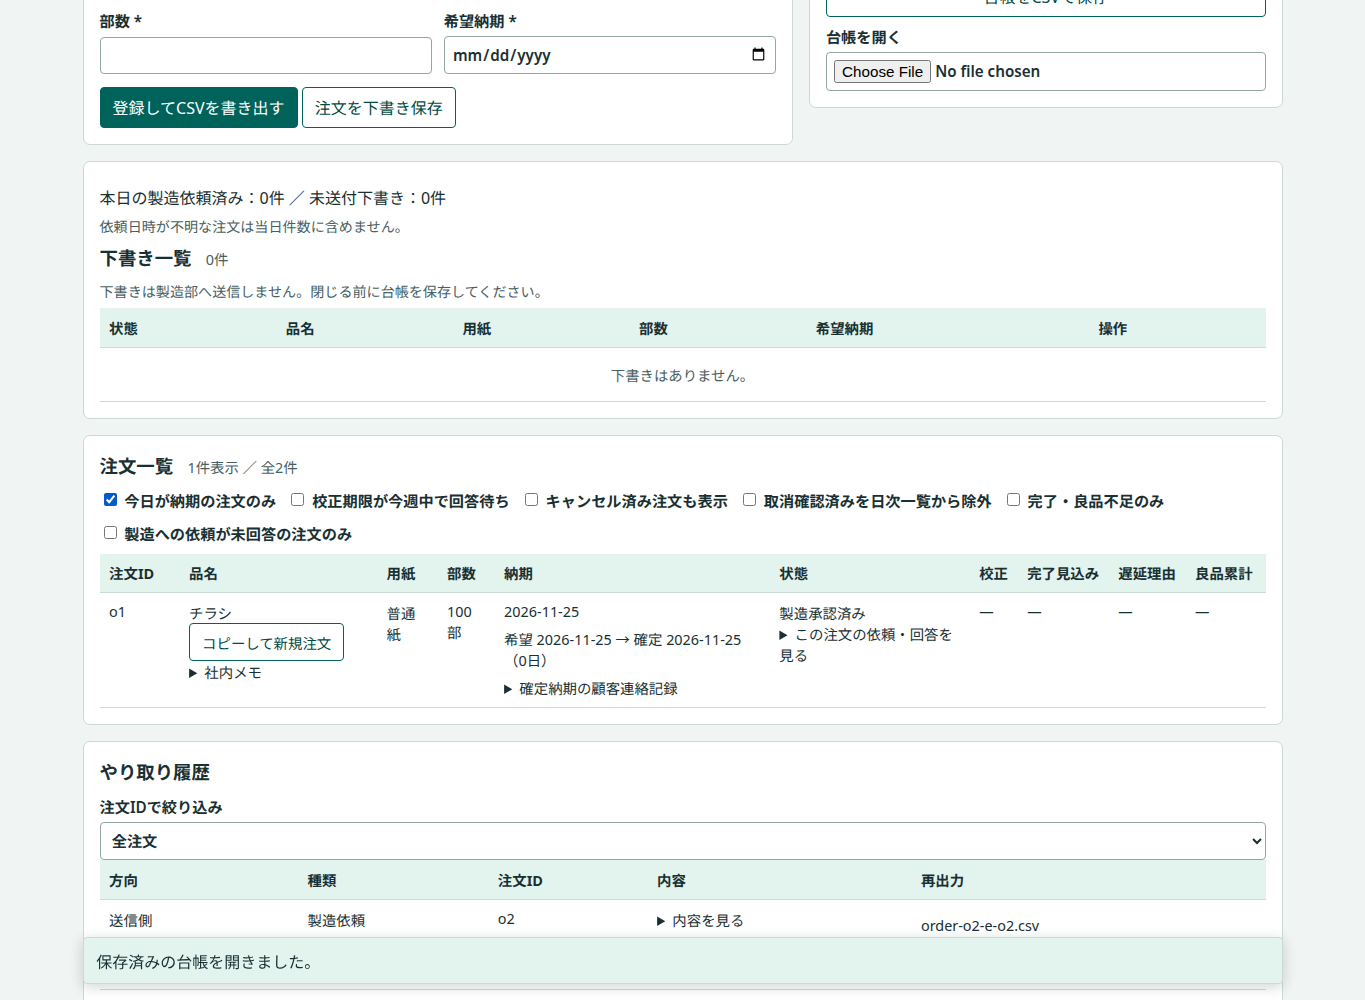 部数 *
希望納期 *
mm/dd/yyyy
登録してCSVを書き出す
注文を下書き保存
台帳をCSVで保存
台帳を開く
Choose File No file chosen
本日の製造依頼済み：0件 ／ 未送付下書き：0件
依頼日時が不明な注文は当日件数に含めません。
下書き一覧 0件
下書きは製造部へ送信しません。閉じる前に台帳を保存してください。
状態 品名 用紙 部数 希望納期 操作
下書きはありません。
注文一覧 1件表示 ／ 全2件
今日が納期の注文のみ 校正期限が今週中で回答待ち キャンセル済み注文も表示 取消確認済みを日次一覧から除外 完了・良品不足のみ
製造への依頼が未回答の注文のみ
注文ID 品名 用紙 部数 納期 状態 校正 完了見込み 遅延理由 良品累計
o1
チラシ
コピーして新規注文
▶ 社内メモ
普通
紙
100
部
2026-11-25
希望 2026-11-25 → 確定 2026-11-25
（0日）
▶ 確定納期の顧客連絡記録
製造承認済み
▶ この注文の依頼・回答を
見る
— — — —
やり取り履歴
注文IDで絞り込み
全注文
方向 種類 注文ID 内容 再出力
送信側 製造依頼 o2 ▶ 内容を見る order-o2-e-o2.csv
保存済みの台帳を開きました。